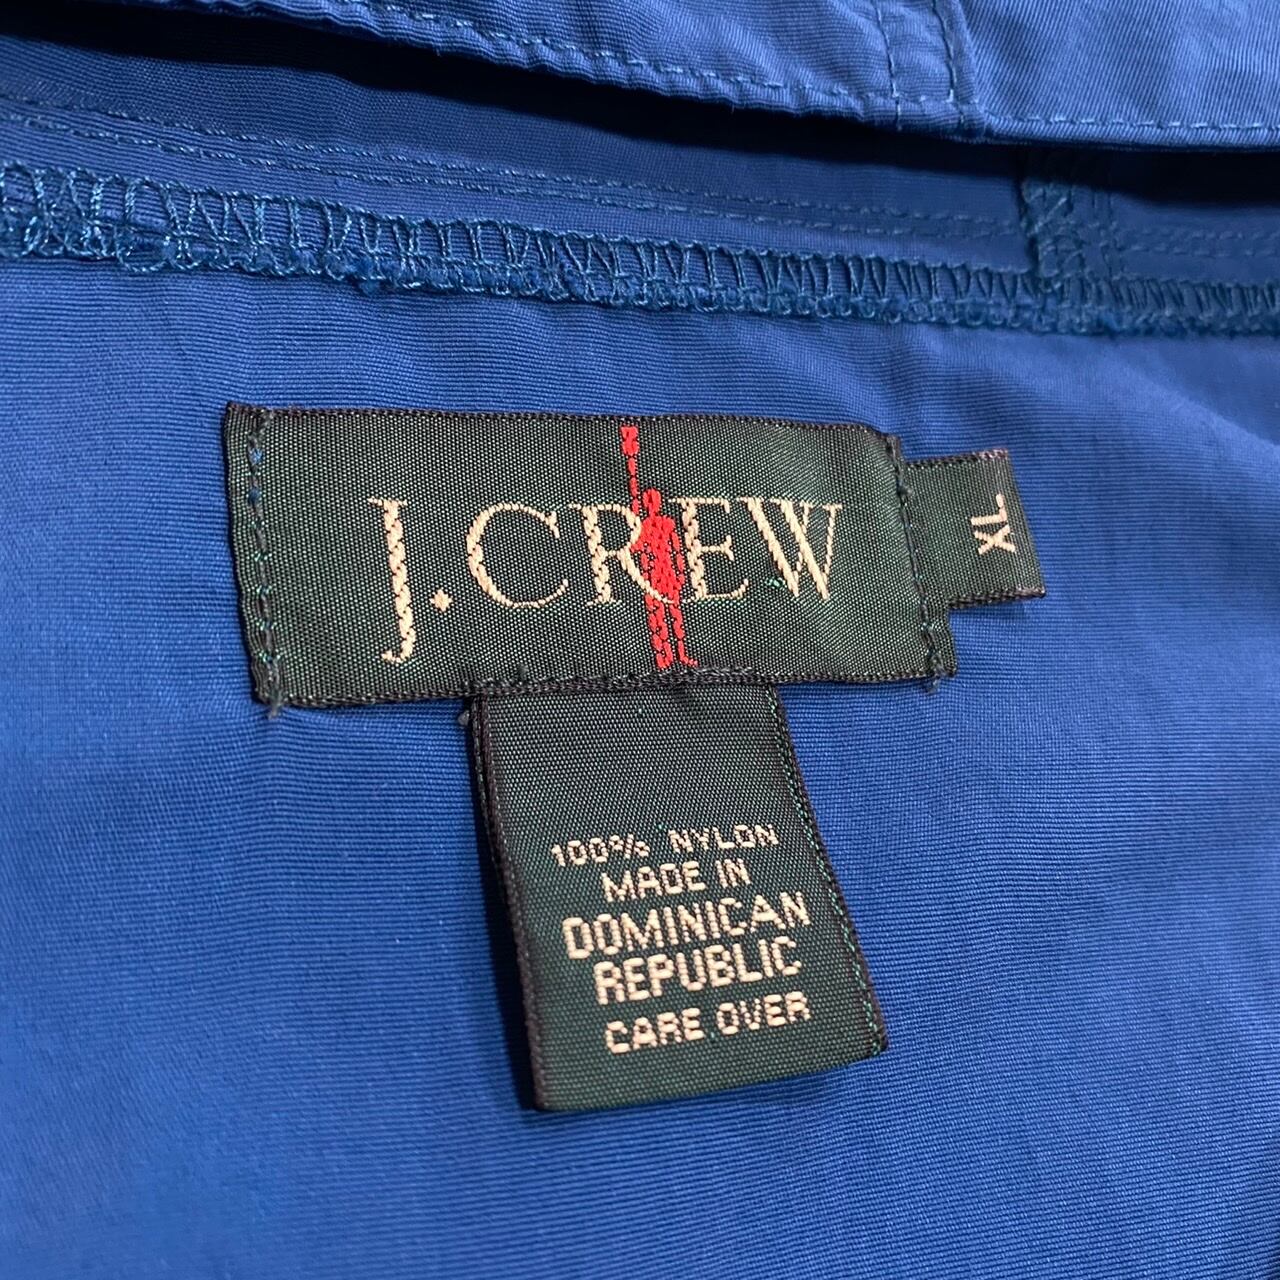 J.CREW
XL
100% NYLON
MADE IN
DOMINICAN
REPUBLIC
CARE OVER